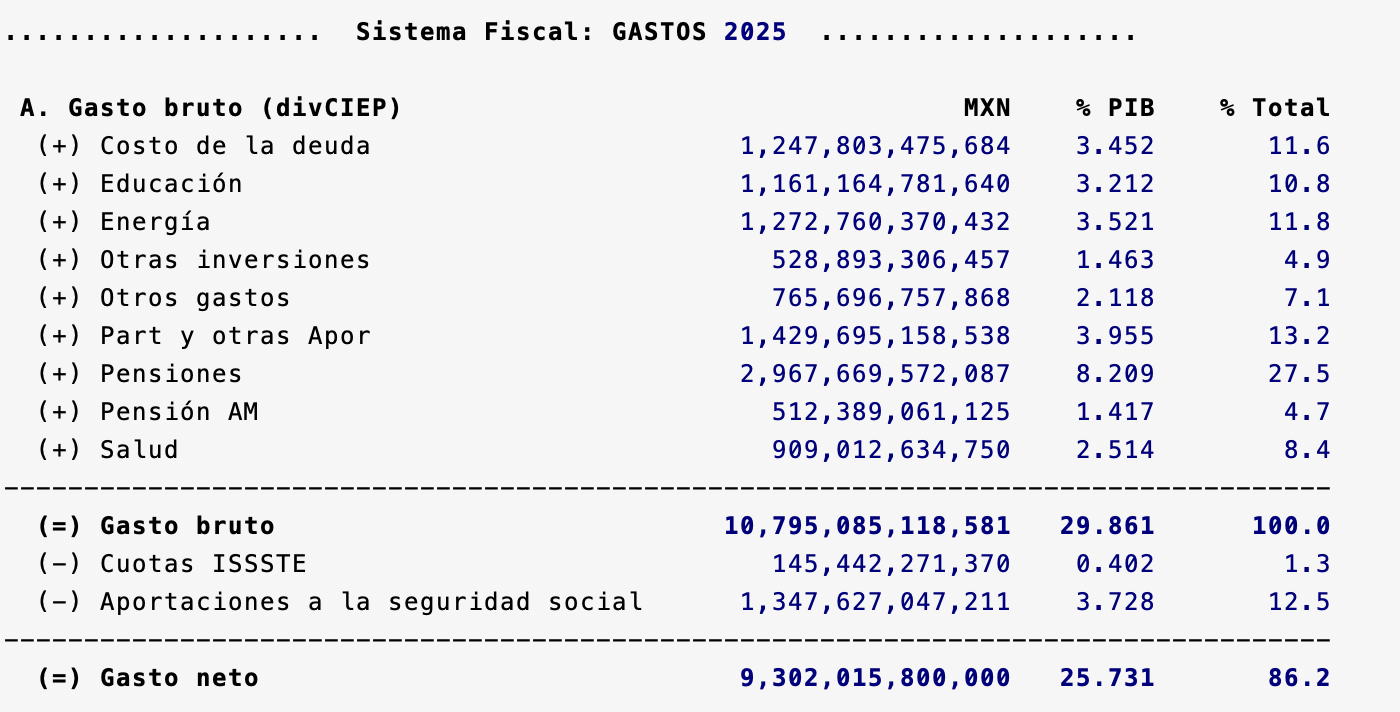 .................... Sistema Fiscal: GASTOS 2025 ....................
A. Gasto bruto (divCIEP) MXN % PIB % Total
(+) Costo de la deuda 1,247,803,475,684 3.452 11.6
(+) Educación 1,161,164,781,640 3.212 10.8
(+) Energía 1,272,760,370,432 3.521 11.8
(+) Otras inversiones 528,893,306,457 1.463 4.9
(+) Otros gastos 765,696,757,868 2.118 7.1
(+) Part y otras Apor 1,429,695,158,538 3.955 13.2
(+) Pensiones 2,967,669,572,087 8.209 27.5
(+) Pensión AM 512,389,061,125 1.417 4.7
(+) Salud 909,012,634,750 2.514 8.4
(=) Gasto bruto 10,795,085,118,581 29.861 100.0
(−) Cuotas ISSSTE 145,442,271,370 0.402 1.3
(−) Aportaciones a la seguridad social 1,347,627,047,211 3.728 12.5
(=) Gasto neto 9,302,015,800,000 25.731 86.2